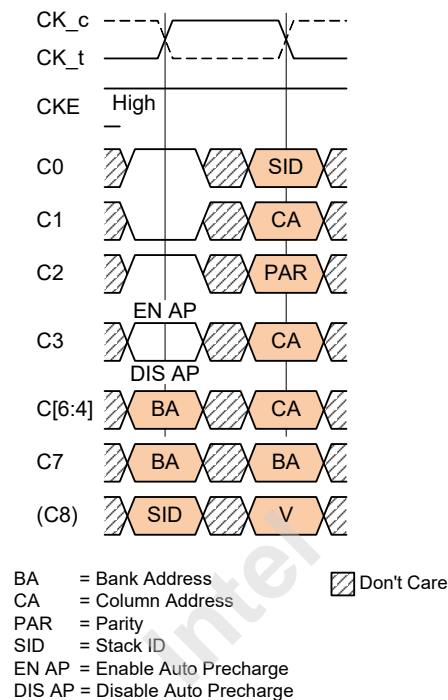 CK_c
CK_t
CKE High
C0 SID
C1 CA
C2 PAR
EN AP
C3 CA
DIS AP
C[6:4] BA CA
C7 BA BA
(C8) SID V
BA = Bank Address
Don't Care
CA = Column Address
PAR = Parity
SID = Stack ID
EN AP = Enable Auto Precharge
DIS AP = Disable Auto Precharge
Intel